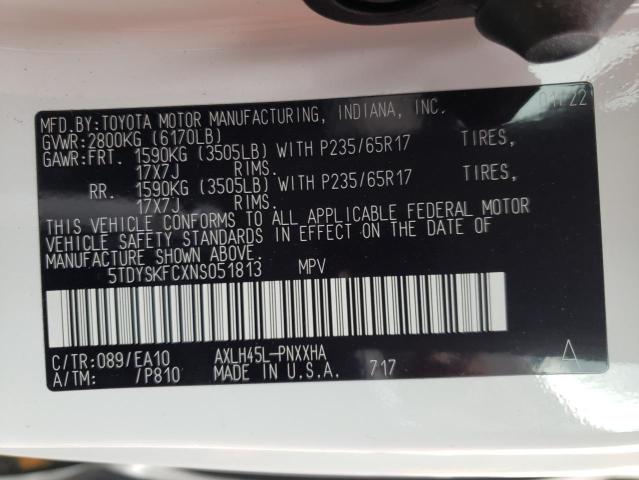 MFD.BY:TOYOTA MOTOR MANUFACTURING, INDIANA, INC. 01/22
GVWR:2800KG (6170LB)
GAWR:FRT. 1590KG (3505LB) WITH P235/65R17 TIRES,
17X7J RIMS.
RR. 1590KG (3505LB) WITH P235/65R17 TIRES,
17X7J RIMS.
THIS VEHICLE CONFORMS TO ALL APPLICABLE FEDERAL MOTOR
VEHICLE SAFETY STANDARDS IN EFFECT ON THE DATE OF
MANUFACTURE SHOWN ABOVE.
5TDYSKFCXNS051813 MPV
C/TR:089/EA10 AXLH45L-PNXXHA
A/TM: /P810 MADE IN U.S.A. 717 A